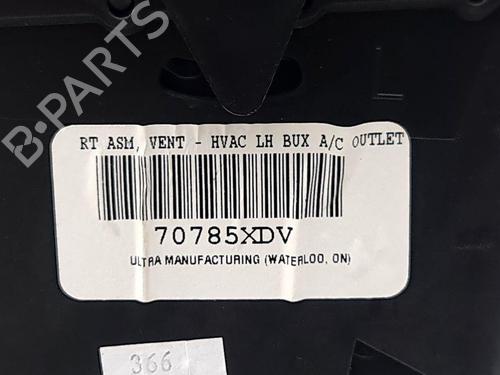 RT ASM, VENT - HVAC LH BUX A/C OUTLET
70785XDV
ULTRA MANUFACTURING (WATERLOO, ON)
366
L
B-PARTS